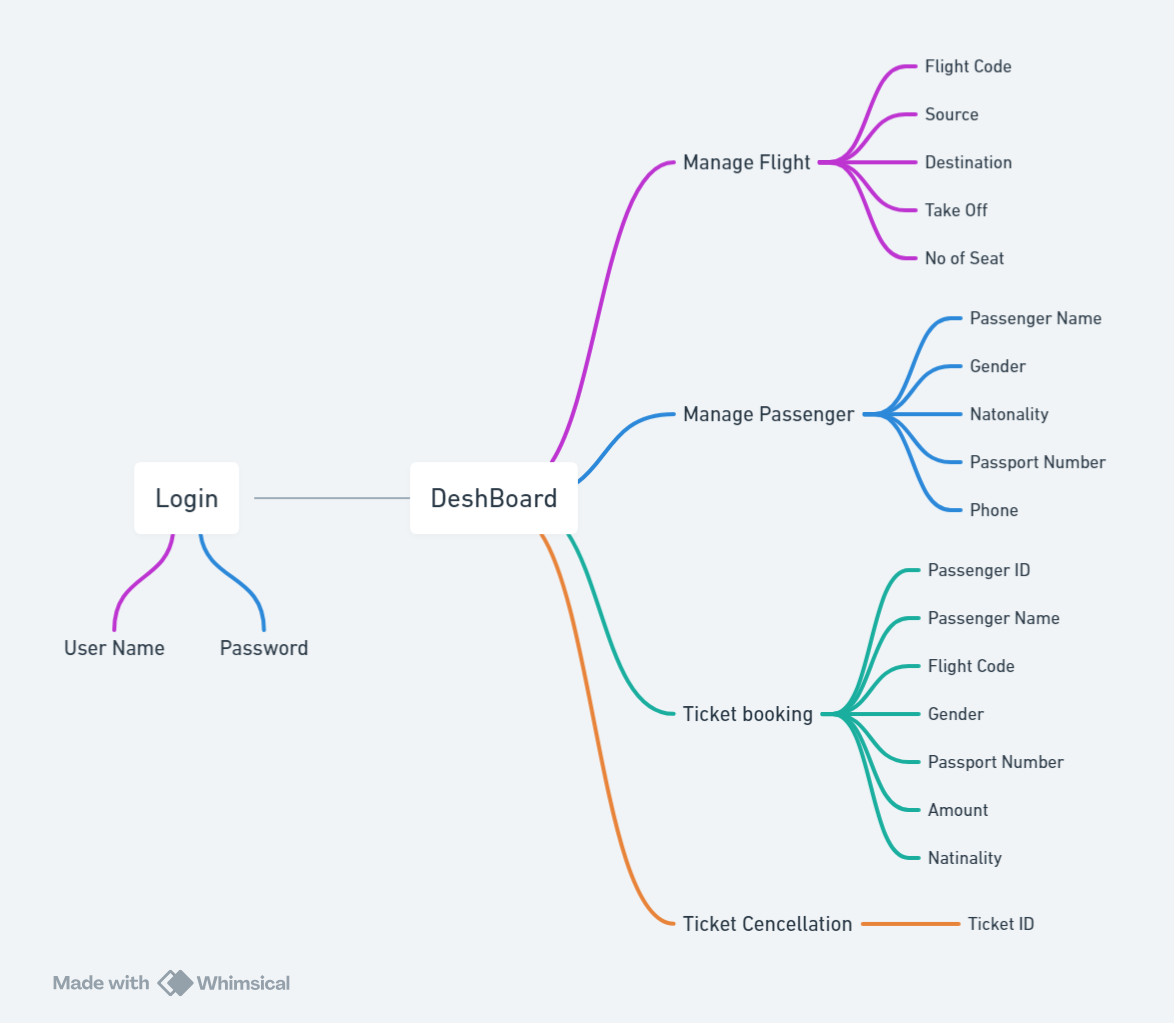 Login
User Name
Password
DeshBoard
Manage Flight
Flight Code
Source
Destination
Take Off
No of Seat
Manage Passenger
Passenger Name
Gender
Natonality
Passport Number
Phone
Ticket booking
Passenger ID
Passenger Name
Flight Code
Gender
Passport Number
Amount
Natinality
Ticket Cencellation
Ticket ID
Made with Whimsical